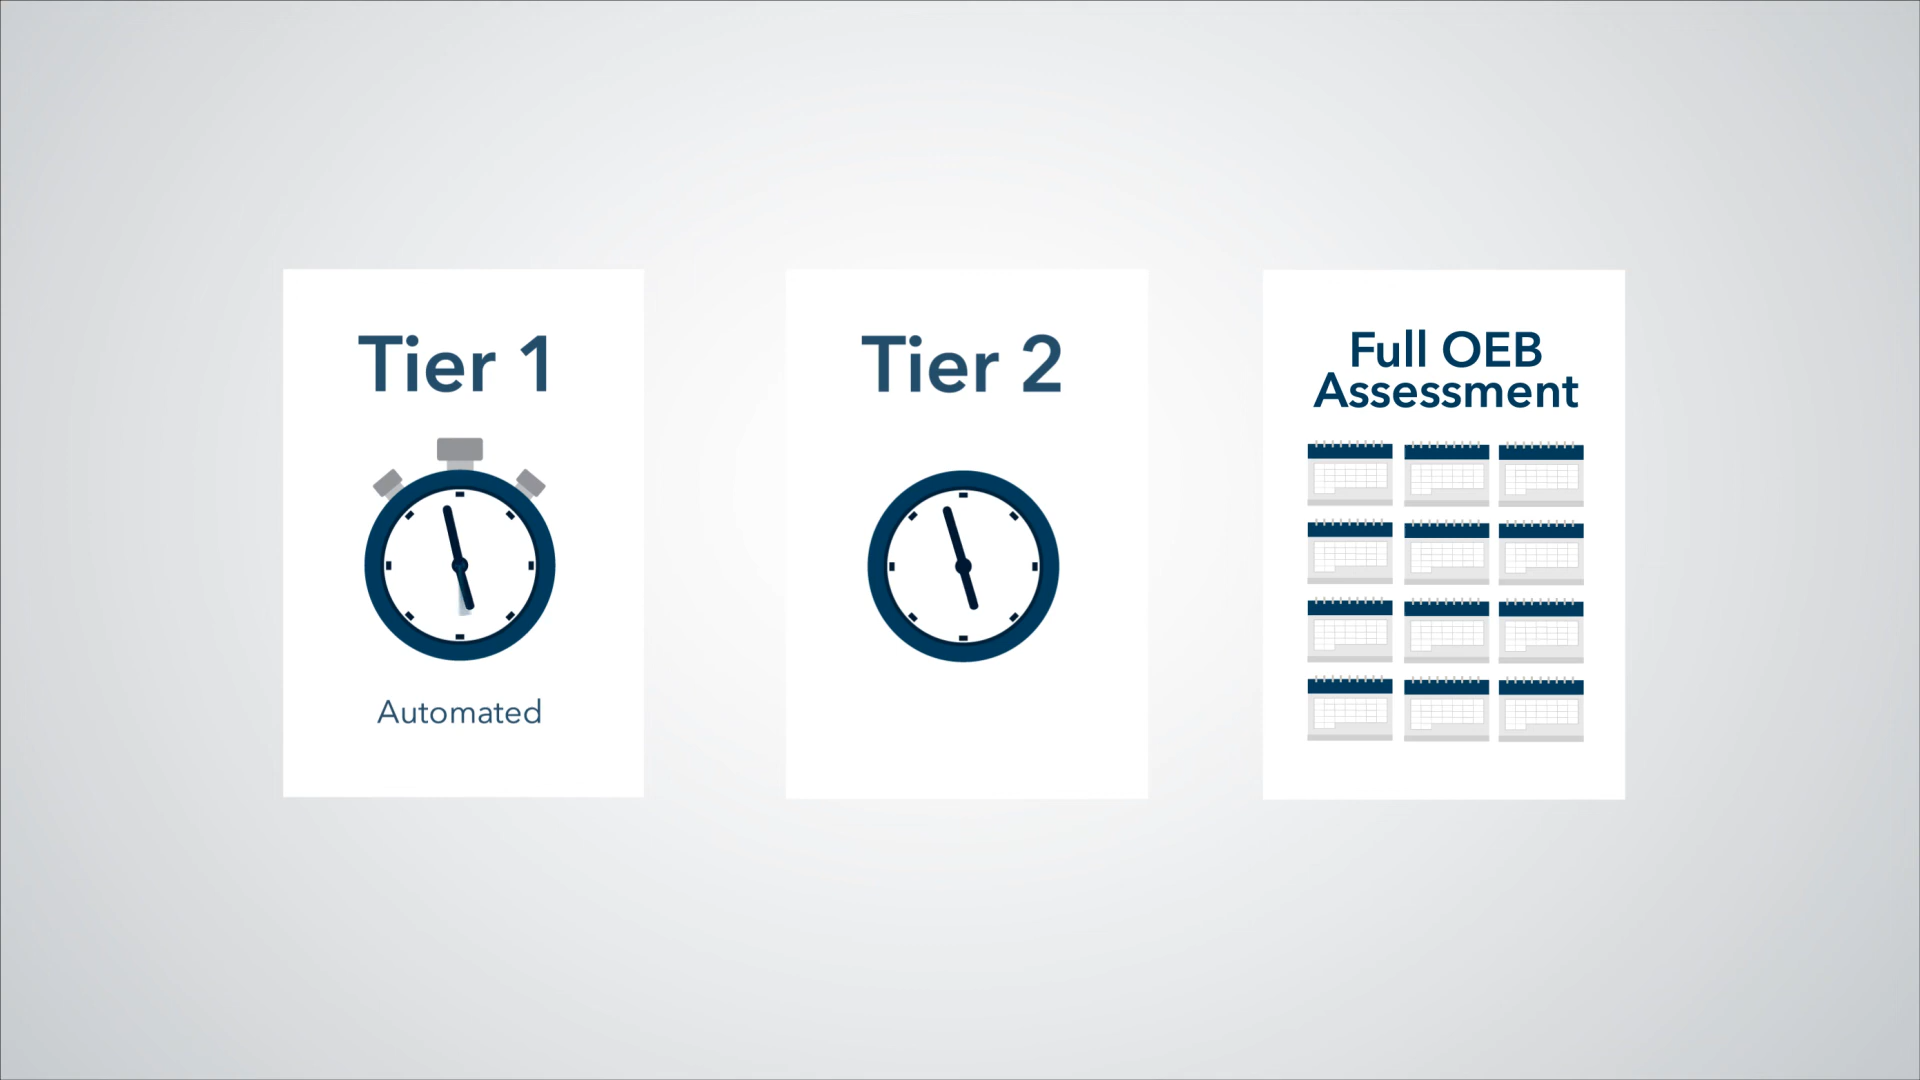 Tier 1
Automated
Tier 2
Full OEB
Assessment